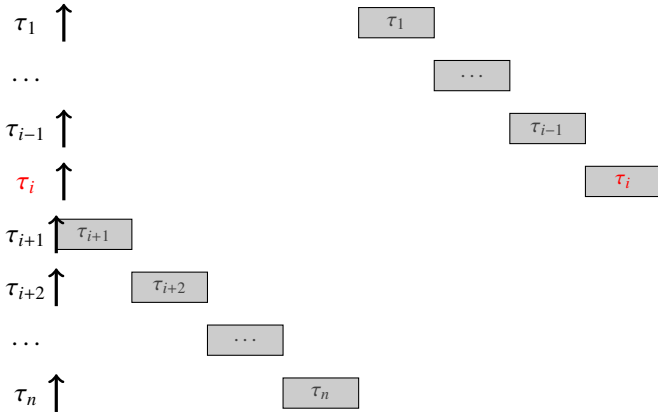 τ₁ τ₁
… …
τᵢ₋₁ τᵢ₋₁
τᵢ τᵢ
τᵢ₊₁ τᵢ₊₁
τᵢ₊₂ τᵢ₊₂
… …
τₙ τₙ